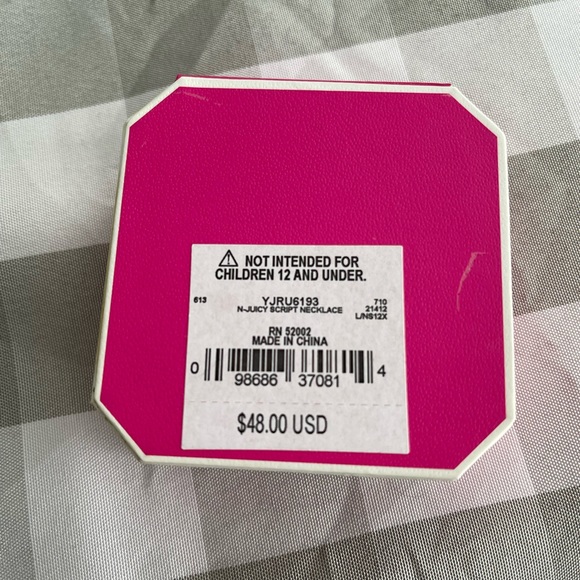 ⚠ NOT INTENDED FOR
CHILDREN 12 AND UNDER.
613 YJRU6193 710
N-JUICY SCRIPT NECKLACE 21412
L/NS12X
RN 52002
MADE IN CHINA
0 98686 37081 4
$48.00 USD